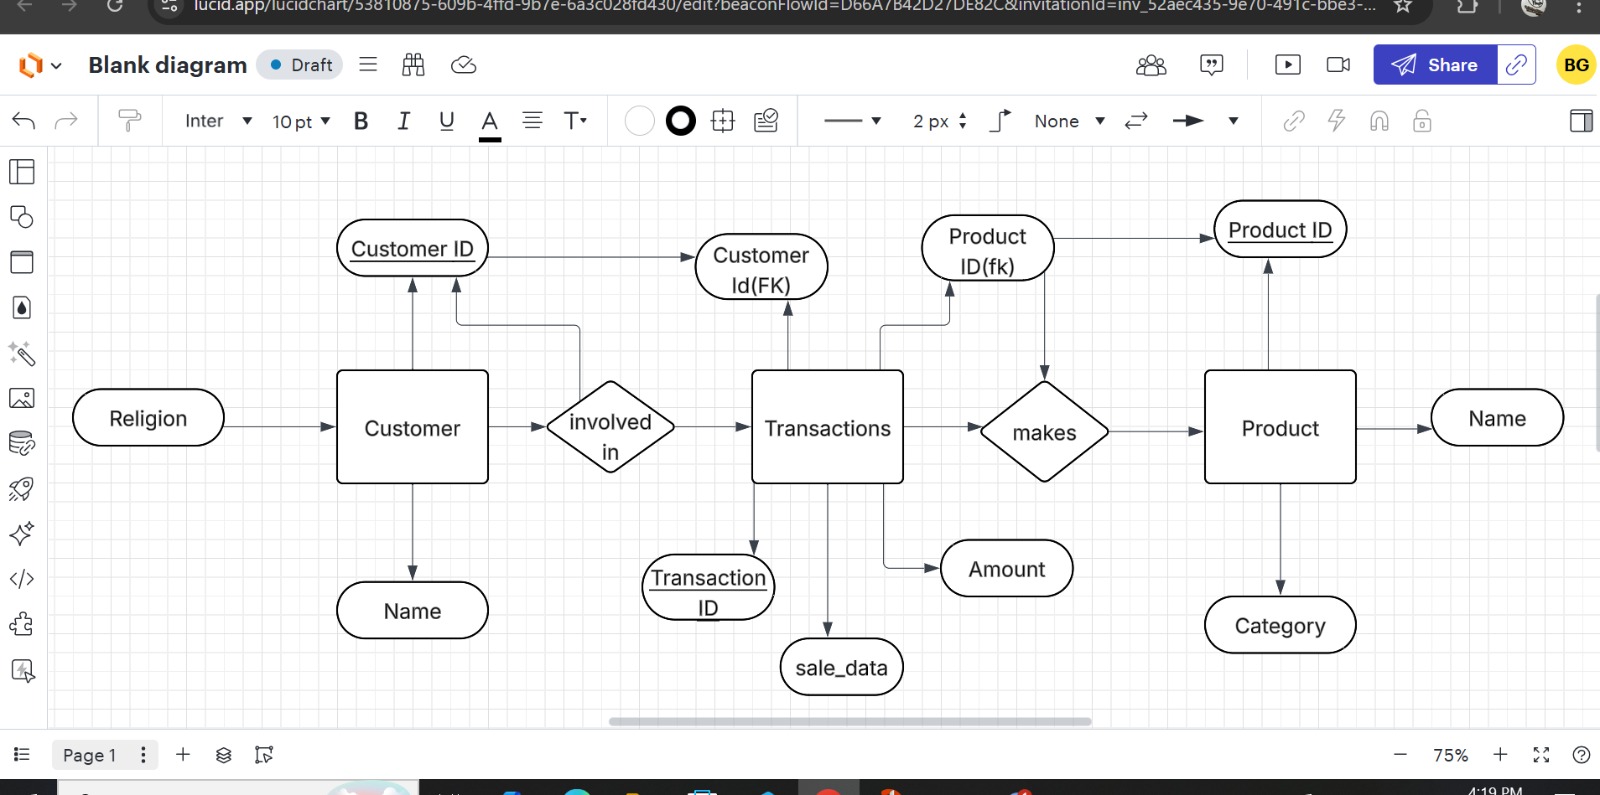 lucid.app/lucidchart/53810875-609b-4ffd-9b7e-6a3c028fd430/edit?beaconFlowId=D66A7B42D27DE82C&invitationId=inv_52aec435-9e70-491c-bbe3-...
Blank diagram
Draft
Share
BG
Inter
10 pt
B
I
U
A
T
2 px
None
Customer ID
Customer
Id(FK)
Product
ID(fk)
Product ID
Religion
Customer
involved
in
Transactions
makes
Product
Name
Name
Transaction
ID
sale_data
Amount
Category
Page 1
75%
4:19 PM